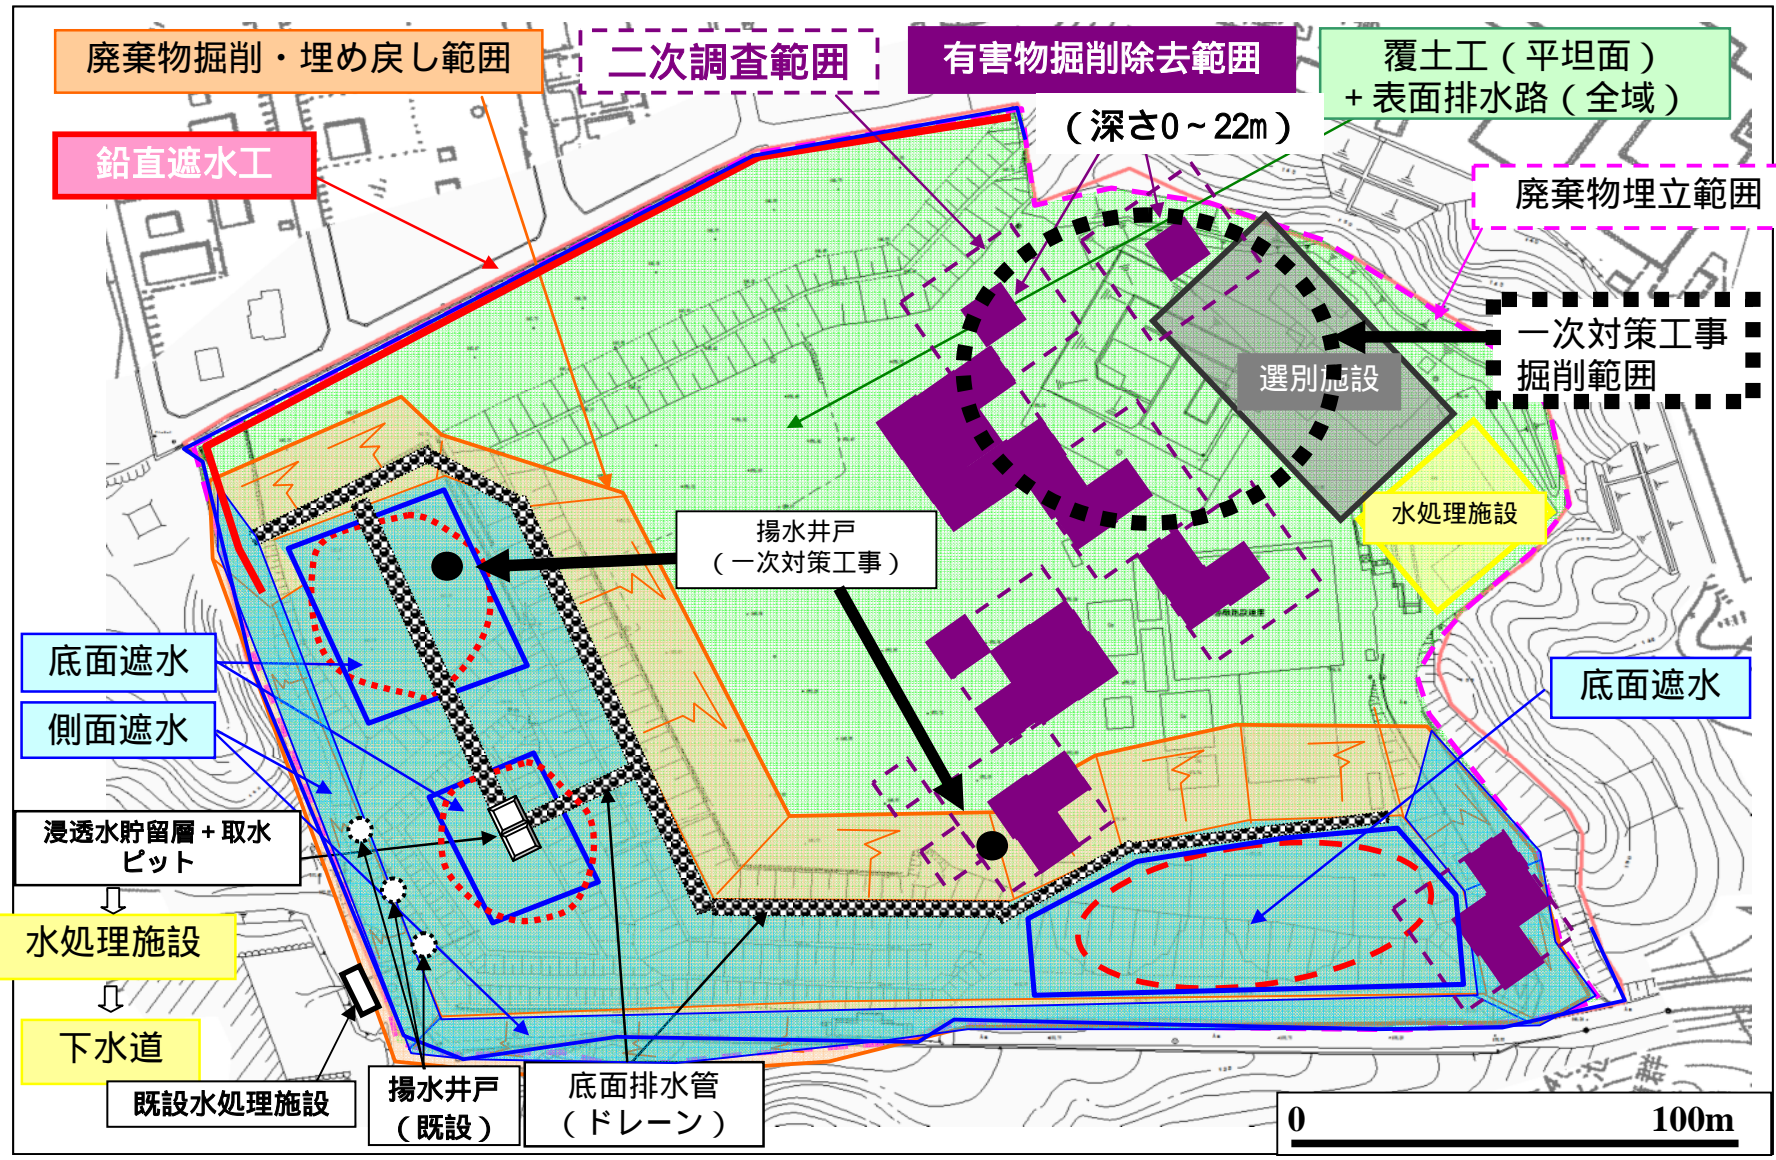 廃棄物掘削・埋め戻し範囲
二次調査範囲
有害物掘削除去範囲
（深さ0～22m）
覆土工（平坦面）
＋表面排水路（全域）
鉛直遮水工
廃棄物埋立範囲
一次対策工事
掘削範囲
選別施設
水処理施設
揚水井戸
（一次対策工事）
底面遮水
側面遮水
底面遮水
浸透水貯留層＋取水
ピット
水処理施設
下水道
既設水処理施設
揚水井戸
（既設）
底面排水管
（ドレーン）
0 100m